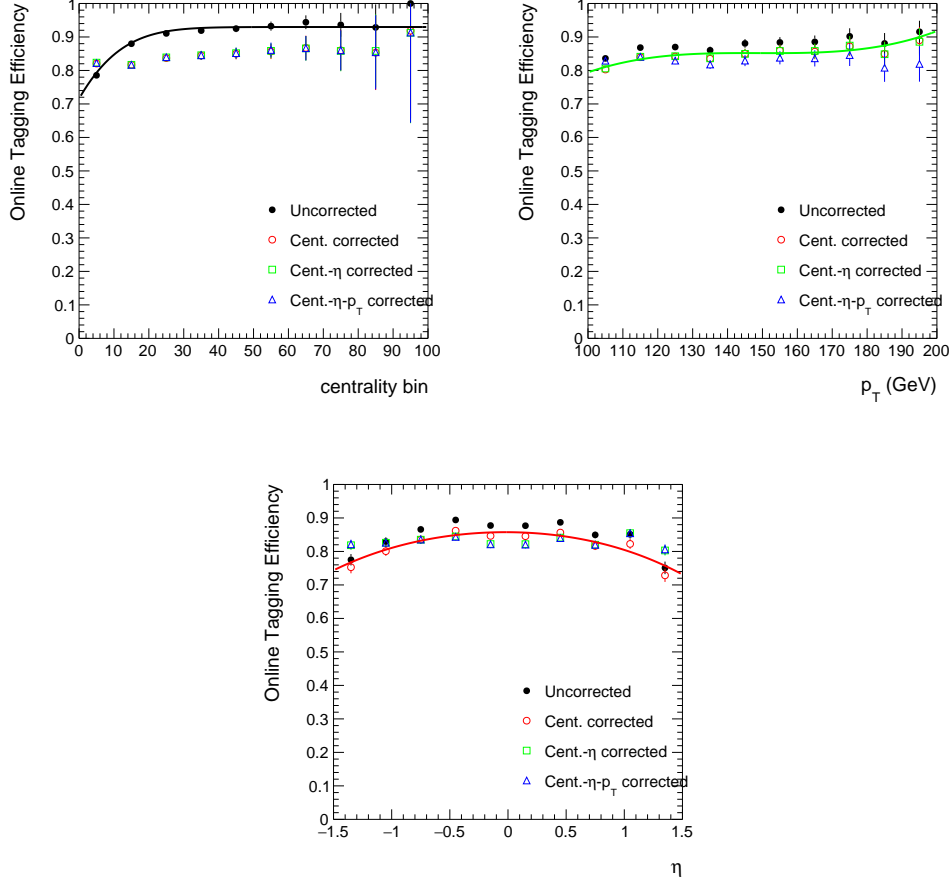 Online Tagging Efficiency
1
0.9
0.8
0.7
0.6
0.5
0.4
0.3
0.2
0.1
0
Uncorrected
Cent. corrected
Cent.-η corrected
Cent.-η-p_T corrected
0 10 20 30 40 50 60 70 80 90 100
centrality bin
Online Tagging Efficiency
1
0.9
0.8
0.7
0.6
0.5
0.4
0.3
0.2
0.1
0
Uncorrected
Cent. corrected
Cent.-η corrected
Cent.-η-p_T corrected
100 110 120 130 140 150 160 170 180 190 200
p_T (GeV)
Online Tagging Efficiency
1
0.9
0.8
0.7
0.6
0.5
0.4
0.3
0.2
0.1
0
Uncorrected
Cent. corrected
Cent.-η corrected
Cent.-η-p_T corrected
−1.5 −1 −0.5 0 0.5 1 1.5
η